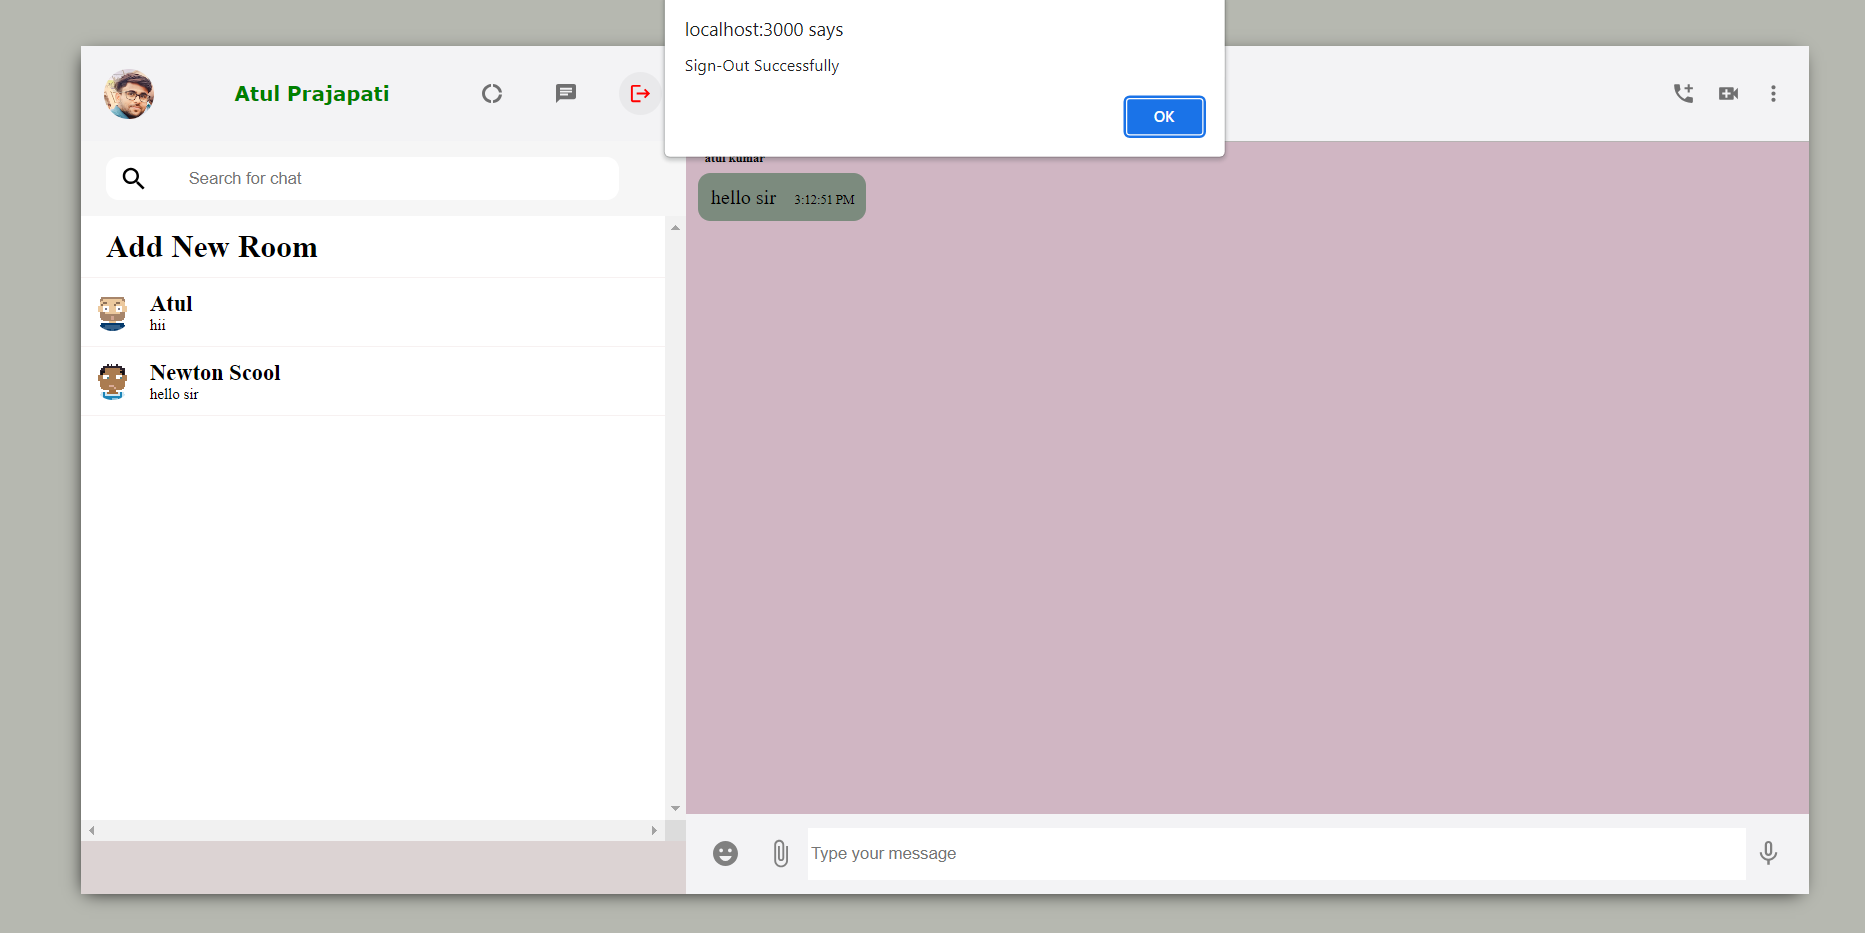 localhost:3000 says
Sign-Out Successfully
OK
Atul Prajapati
Search for chat
Add New Room
Atul
hii
Newton Scool
hello sir
atul kumar
hello sir 3:12:51 PM
Type your message